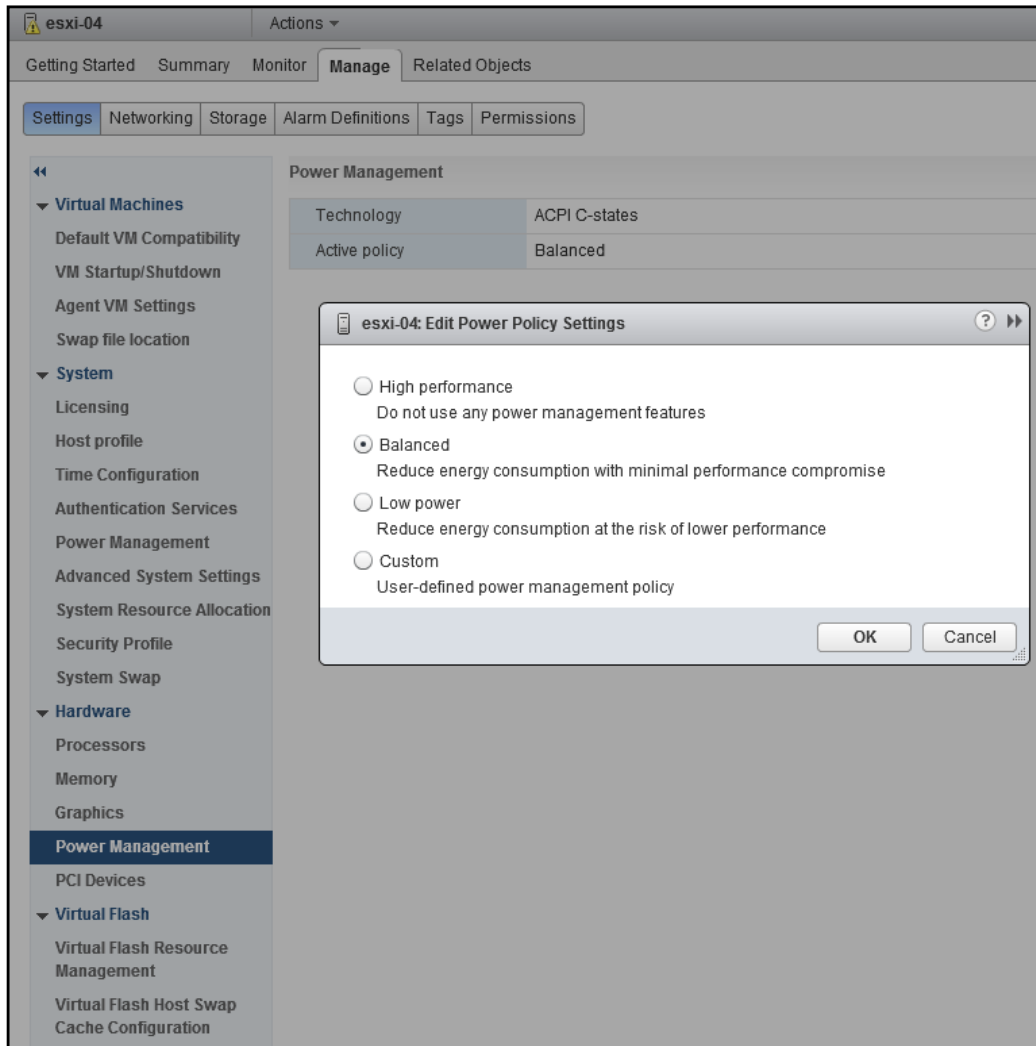 esxi-04 Actions
Getting Started Summary Monitor Manage Related Objects
Settings Networking Storage Alarm Definitions Tags Permissions
Virtual Machines
Default VM Compatibility
VM Startup/Shutdown
Agent VM Settings
Swap file location
System
Licensing
Host profile
Time Configuration
Authentication Services
Power Management
Advanced System Settings
System Resource Allocation
Security Profile
System Swap
Hardware
Processors
Memory
Graphics
Power Management
PCI Devices
Virtual Flash
Virtual Flash Resource
Management
Virtual Flash Host Swap
Cache Configuration
Power Management
Technology ACPI C-states
Active policy Balanced
esxi-04: Edit Power Policy Settings ?
High performance
Do not use any power management features
Balanced
Reduce energy consumption with minimal performance compromise
Low power
Reduce energy consumption at the risk of lower performance
Custom
User-defined power management policy
OK Cancel